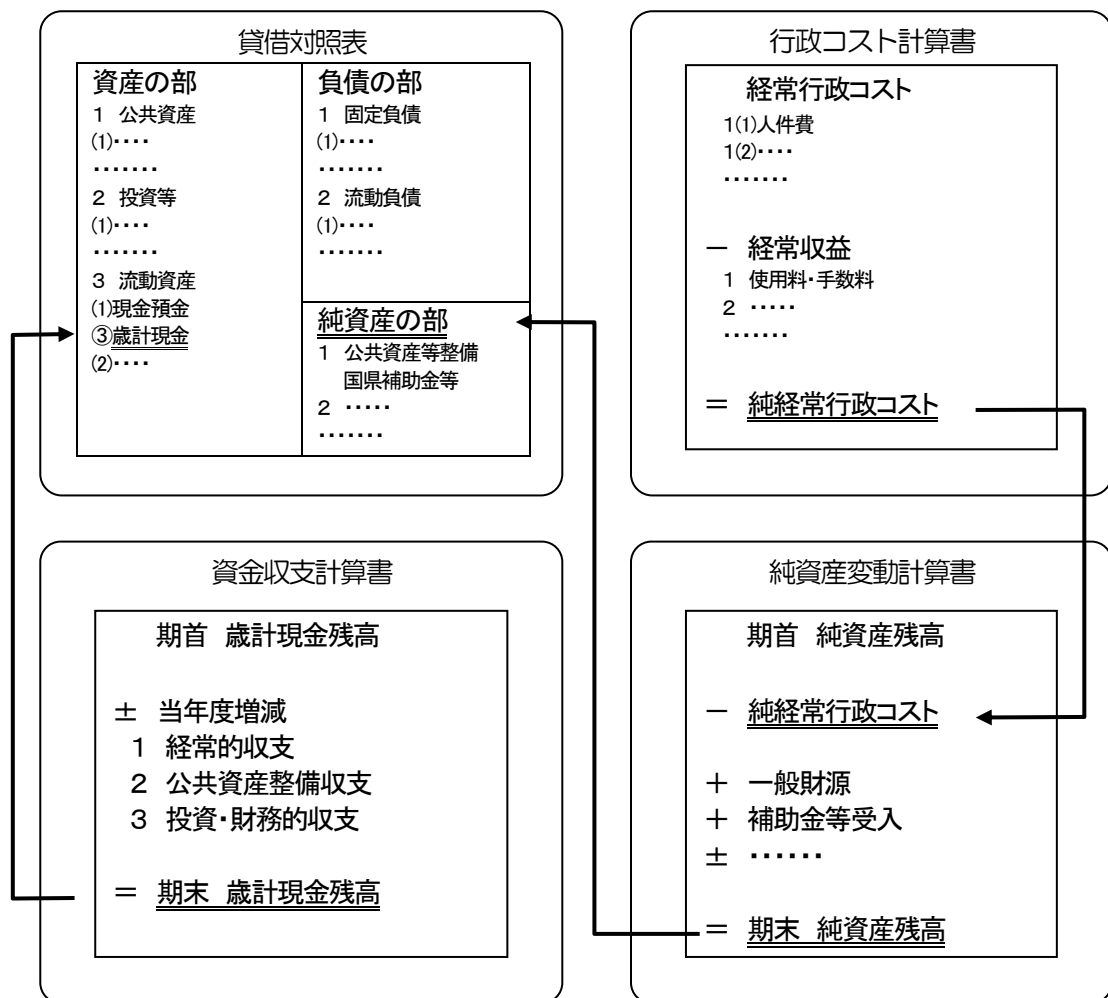 貸借対照表
資産の部
1 公共資産
⑴‥‥
‥‥‥・
2 投資等
⑴‥‥
‥‥‥・
3 流動資産
⑴現金預金
③歳計現金
⑵‥‥
負債の部
1 固定負債
⑴‥‥
‥‥‥・
2 流動負債
⑴‥‥
‥‥‥・
純資産の部
1 公共資産等整備
国県補助金等
2 ‥‥・
‥‥‥・
行政コスト計算書
経常行政コスト
1⑴人件費
1⑵‥‥
‥‥‥・
− 経常収益
1 使用料・手数料
2 ‥‥・
‥‥‥・
= 純経常行政コスト
資金収支計算書
期首 歳計現金残高
± 当年度増減
1 経常的収支
2 公共資産整備収支
3 投資・財務的収支
= 期末 歳計現金残高
純資産変動計算書
期首 純資産残高
− 純経常行政コスト
+ 一般財源
+ 補助金等受入
± ‥‥‥
= 期末 純資産残高